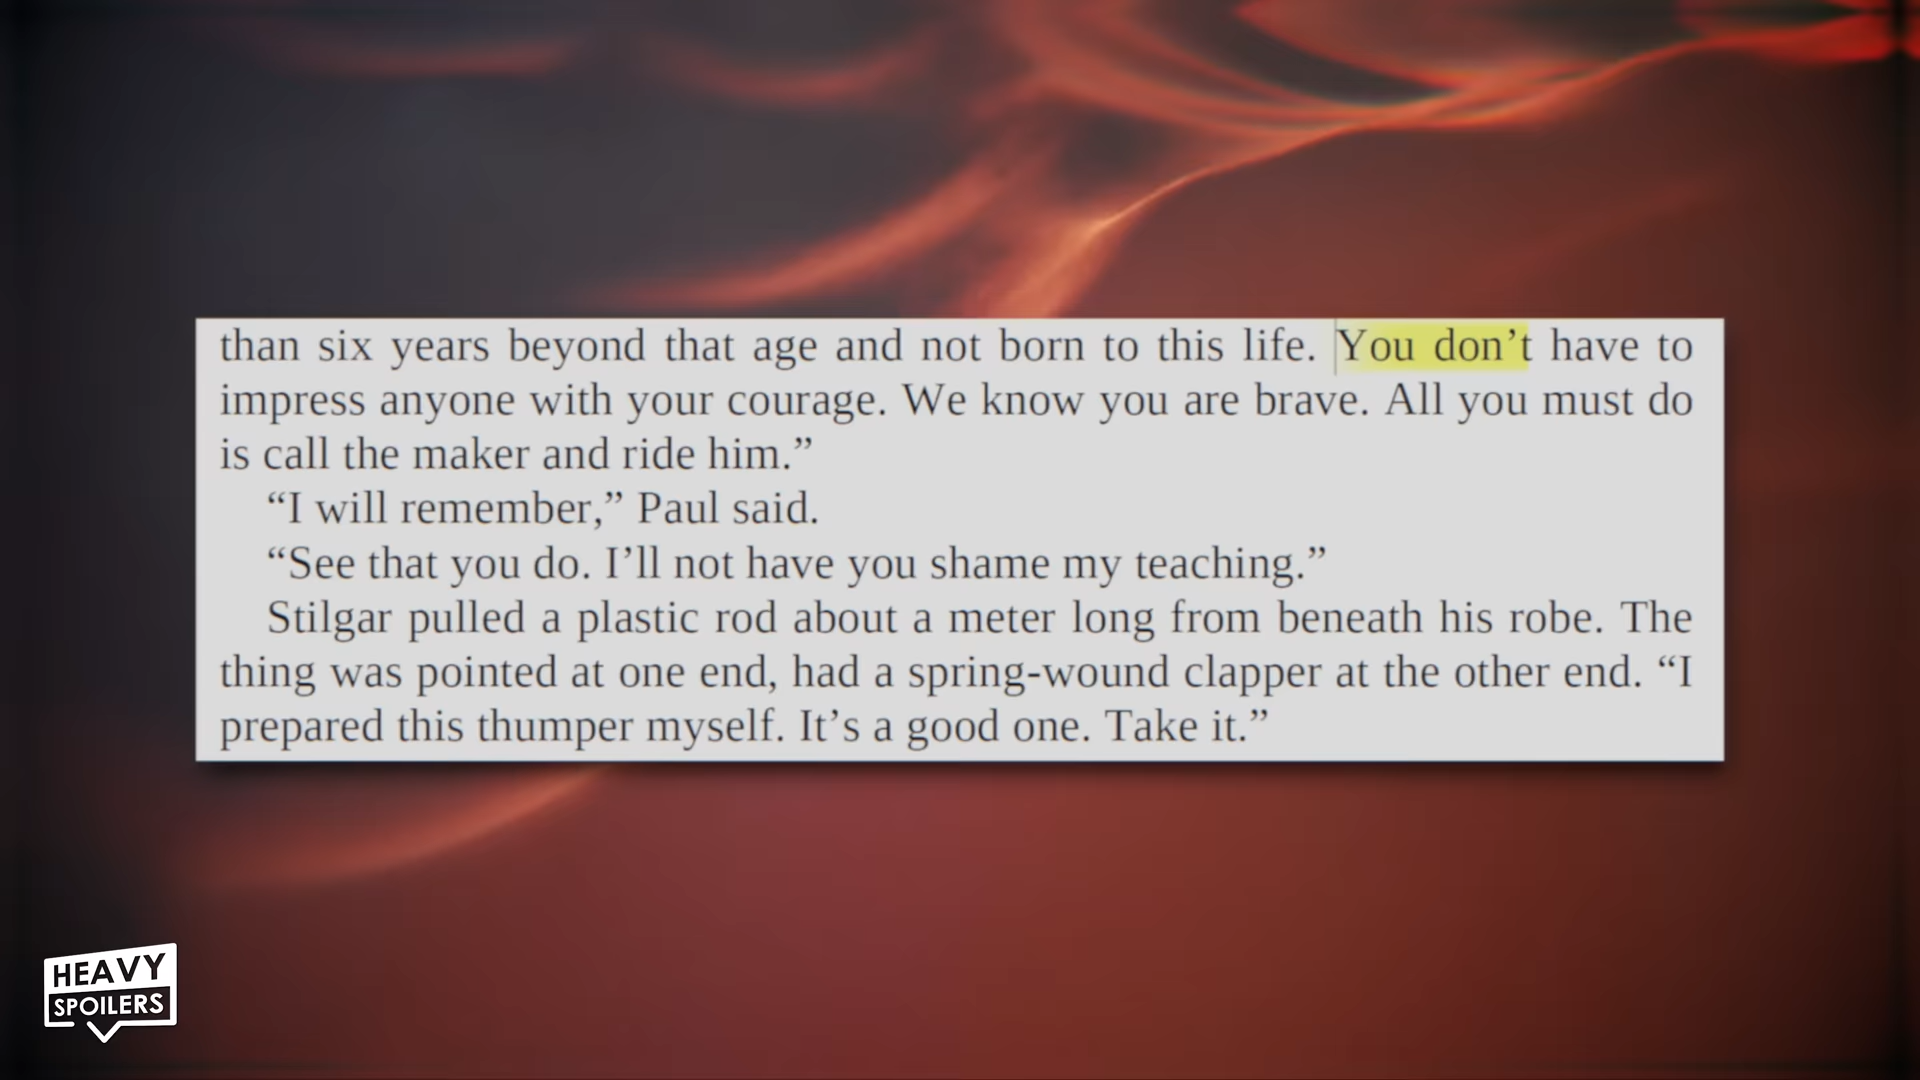 than six years beyond that age and not born to this life. You don’t have to
impress anyone with your courage. We know you are brave. All you must do
is call the maker and ride him.”
“I will remember,” Paul said.
“See that you do. I’ll not have you shame my teaching.”
Stilgar pulled a plastic rod about a meter long from beneath his robe. The
thing was pointed at one end, had a spring-wound clapper at the other end. “I
prepared this thumper myself. It’s a good one. Take it.”
HEAVY
SPOILERS